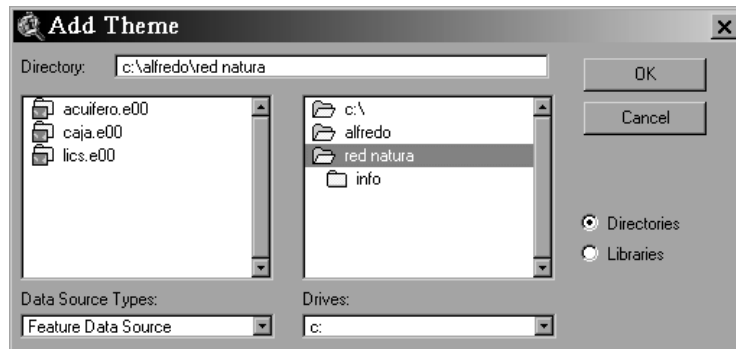 Add Theme
Directory: c:\alfredo\red natura
OK
Cancel
acuifero.e00
caja.e00
lics.e00
c:\
alfredo
red natura
info
Directories
Libraries
Data Source Types:
Feature Data Source
Drives:
c: